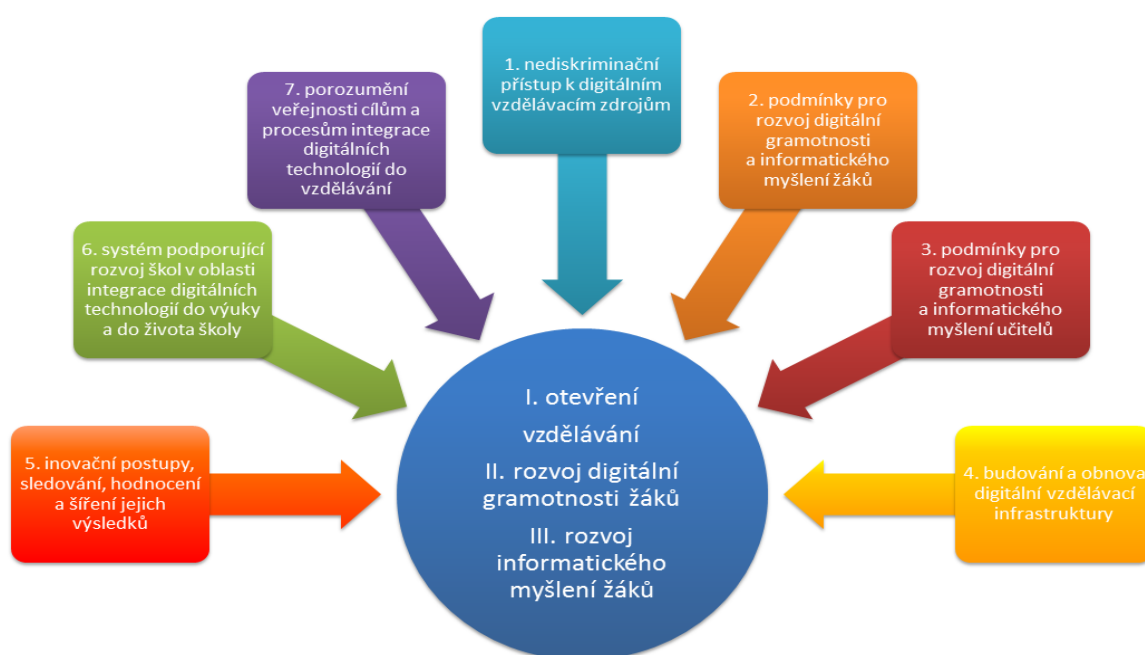 1. nediskriminační
přístup k digitálním
vzdělávacím zdrojům
2. podmínky pro
rozvoj digitální
gramotnosti
a informatického
myšlení žáků
3. podmínky pro
rozvoj digitální
gramotnosti
a informatického
myšlení učitelů
4. budování a obnova
digitální vzdělávací
infrastruktury
5. inovační postupy,
sledování, hodnocení
a šíření jejich
výsledků
6. systém podporující
rozvoj škol v oblasti
integrace digitálních
technologií do výuky
a do života školy
7. porozumění
veřejnosti cílům a
procesům integrace
digitálních
technologií do
vzdělávání
I. otevření
vzdělávání
II. rozvoj digitální
gramotnosti žáků
III. rozvoj
informatického
myšlení žáků